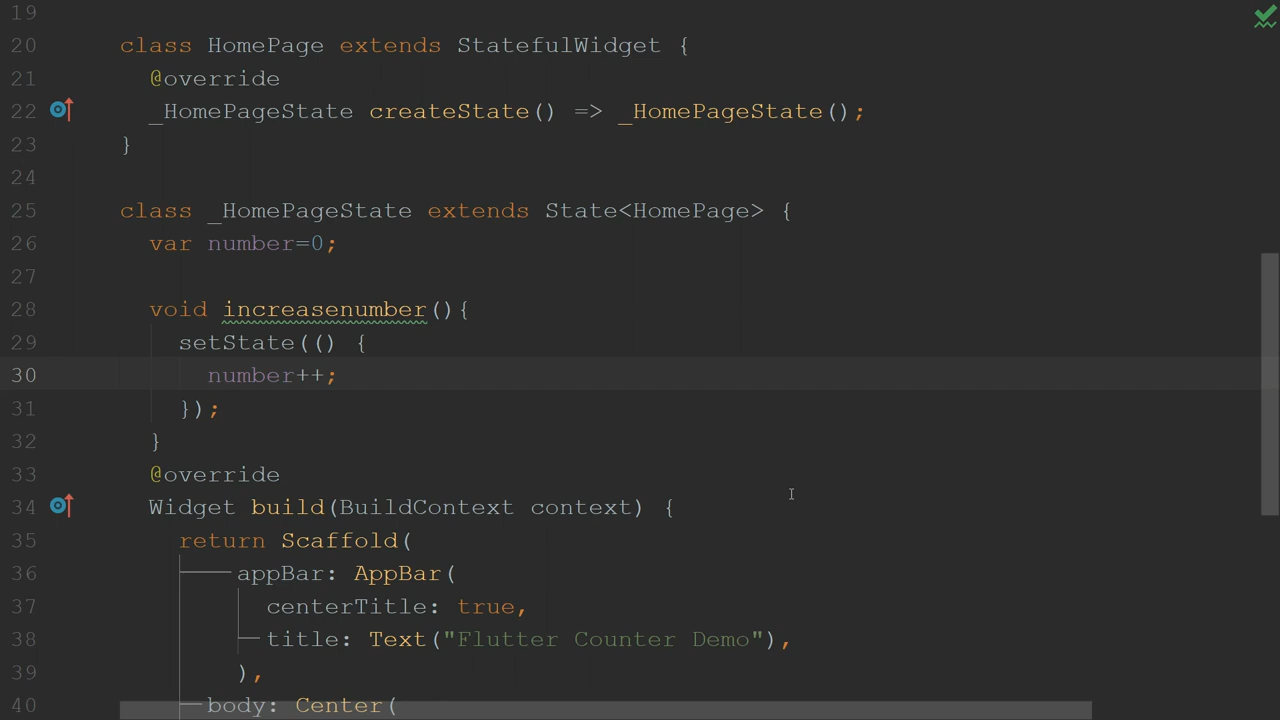 19
20 class HomePage extends StatefulWidget {
21 @override
22 _HomePageState createState() => _HomePageState();
23 }
24
25 class _HomePageState extends State<HomePage> {
26 var number=0;
27
28 void increasenumber(){
29 setState(() {
30 number++;
31 });
32 }
33 @override
34 Widget build(BuildContext context) {
35 return Scaffold(
36 appBar: AppBar(
37 centerTitle: true,
38 title: Text("Flutter Counter Demo"),
39 ),
40 body: Center(